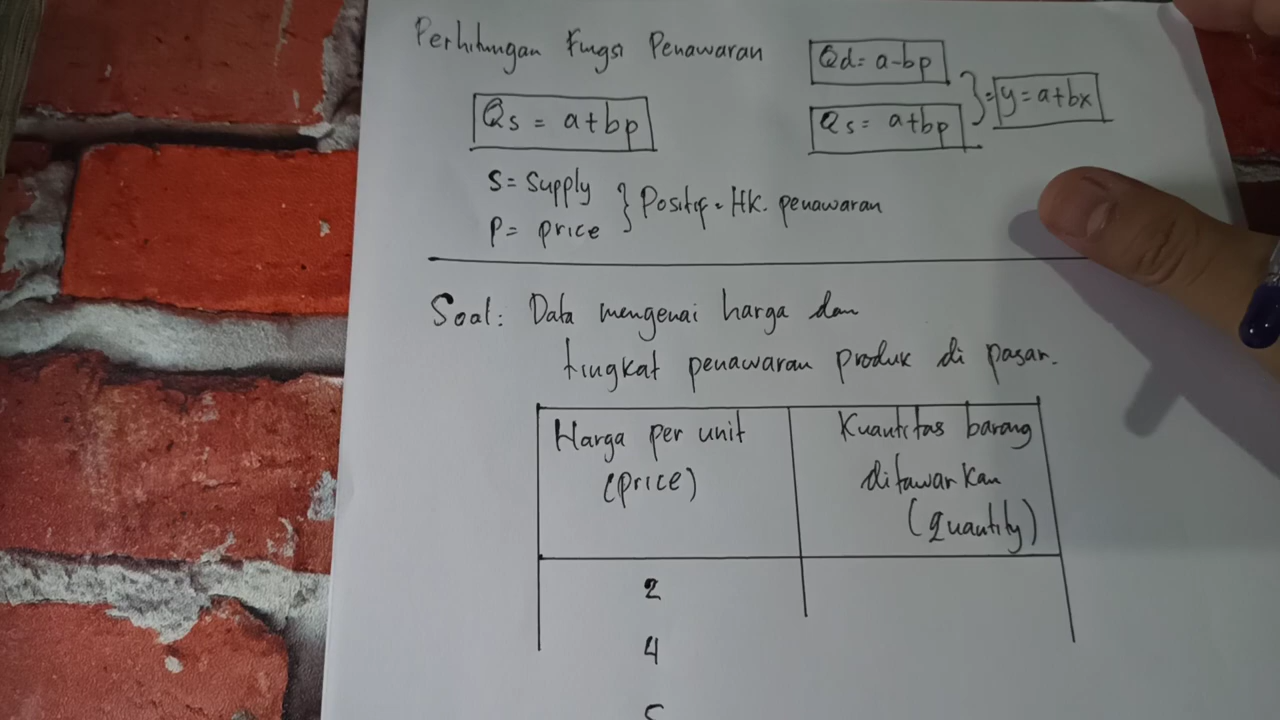 Perhitungan Fungsi Penawaran
Qs = a+bp
Qd= a-bp
Qs= a+bp
} = y = a+bx
S= Supply
P= price
} Positif = Hk. penawaran
Soal: Data mengenai harga dan
tingkat penawaran produk di pasar.
Harga per unit
(price)
Kuantitas barang
ditawarkan
(quantity)
2
4